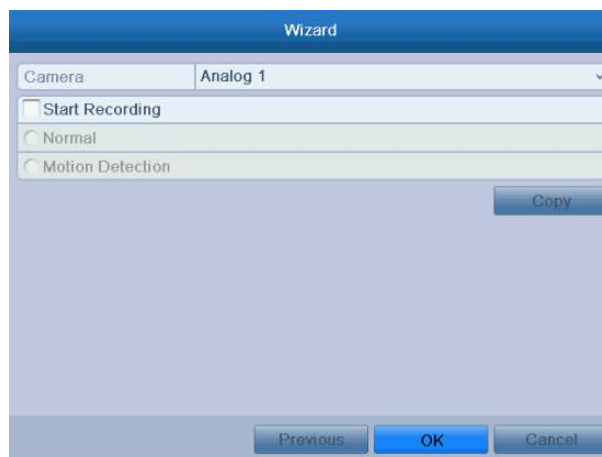 Wizard
Camera Analog 1
Start Recording
Normal
Motion Detection
Copy
Previous OK Cancel